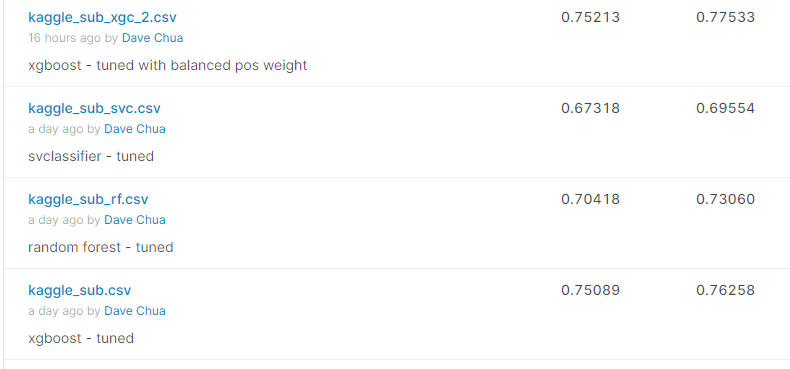 kaggle_sub_xgc_2.csv 0.75213 0.77533
16 hours ago by Dave Chua
xgboost - tuned with balanced pos weight
kaggle_sub_svc.csv 0.67318 0.69554
a day ago by Dave Chua
svclassifier - tuned
kaggle_sub_rf.csv 0.70418 0.73060
a day ago by Dave Chua
random forest - tuned
kaggle_sub.csv 0.75089 0.76258
a day ago by Dave Chua
xgboost - tuned